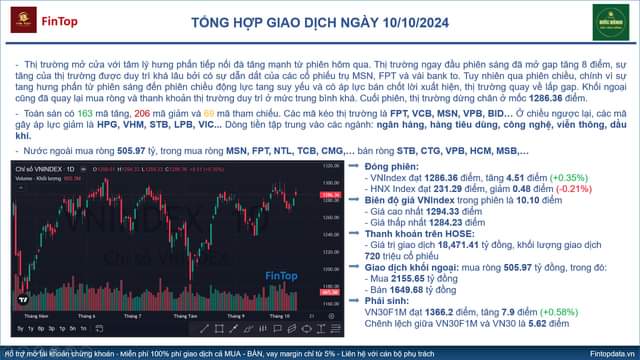 FinTop
TỔNG HỢP GIAO DỊCH NGÀY 10/10/2024
- Thị trường mở cửa với tâm lý hưng phấn tiếp nối đà tăng mạnh từ phiên hôm qua. Thị trường ngay đầu phiên sáng đã mở gap tăng 8 điểm, sự
tăng của thị trường được duy trì khá lâu bởi có sự dẫn dắt của các cổ phiếu trụ MSN, FPT và vài bank to. Tuy nhiên qua phiên chiều, chính vì sự
tang hưng phấn từ phiên sáng đến phiên chiều động lực tang suy yếu và có áp lực bán chốt lời xuất hiện, thị trường quay về lấp gap. Khối ngoại
cũng đã quay lại mua ròng và thanh khoản thị trường duy trì ở mức trung bình khá. Cuối phiên, thị trường dừng chân ở mốc 1286.36 điểm.
- Toàn sàn có 163 mã tăng, 206 mã giảm và 69 mã tham chiếu. Các mã kéo thị trường là FPT, VCB, MSN, VPB, BID… Ở chiều ngược lại, các mã
gây áp lực giảm là HPG, VHM, STB, LPB, VIC... Dòng tiền tập trung vào các ngành: ngân hàng, hàng tiêu dùng, công nghệ, viễn thông, dầu
khí.
- Nước ngoài mua ròng 505.97 tỷ, trong mua ròng MSN, FPT, NTL, TCB, CMG,… bán ròng STB, CTG, VPB, HCM, MSB,…
Chỉ số VNINDEX · 1D
Volume · Khối lượng
VNINDEX · 1D
Chỉ số VNINDEX
FinTop
Tháng Năm
Tháng 6
Tháng 7
Tháng Tám
Tháng 9
Tháng 10
5y 1y 6p 3p 1p 5n 1n
Đóng phiên:
- VNIndex đạt 1286.36 điểm, tăng 4.51 điểm (+0.35%)
- HNX Index đạt 231.29 điểm, giảm 0.48 điểm (-0.21%)
Biên độ giá VNIndex trong phiên là 10.10 điểm
- Giá cao nhất 1294.33 điểm
- Giá thấp nhất 1284.23 điểm
Thanh khoản trên HOSE:
- Giá trị giao dịch 18,471.41 tỷ đồng, khối lượng giao dịch
720 triệu cổ phiếu
Giao dịch khối ngoại: mua ròng 505.97 tỷ đồng, trong đó:
- Mua 2155.65 tỷ đồng
- Bán 1649.68 tỷ đồng
Phái sinh:
VN30F1M đạt 1366.2 điểm, tăng 7.9 điểm (+0.58%)
Chênh lệch giữa VN30F1M và VN30 là 5.62 điểm
Hỗ trợ mở tài khoản chứng khoán - Miễn phí 100% phí giao dịch cả MUA - BÁN, vay margin chỉ từ 5% - Liên hệ với cán bộ phụ trách
Fintopdata.vn